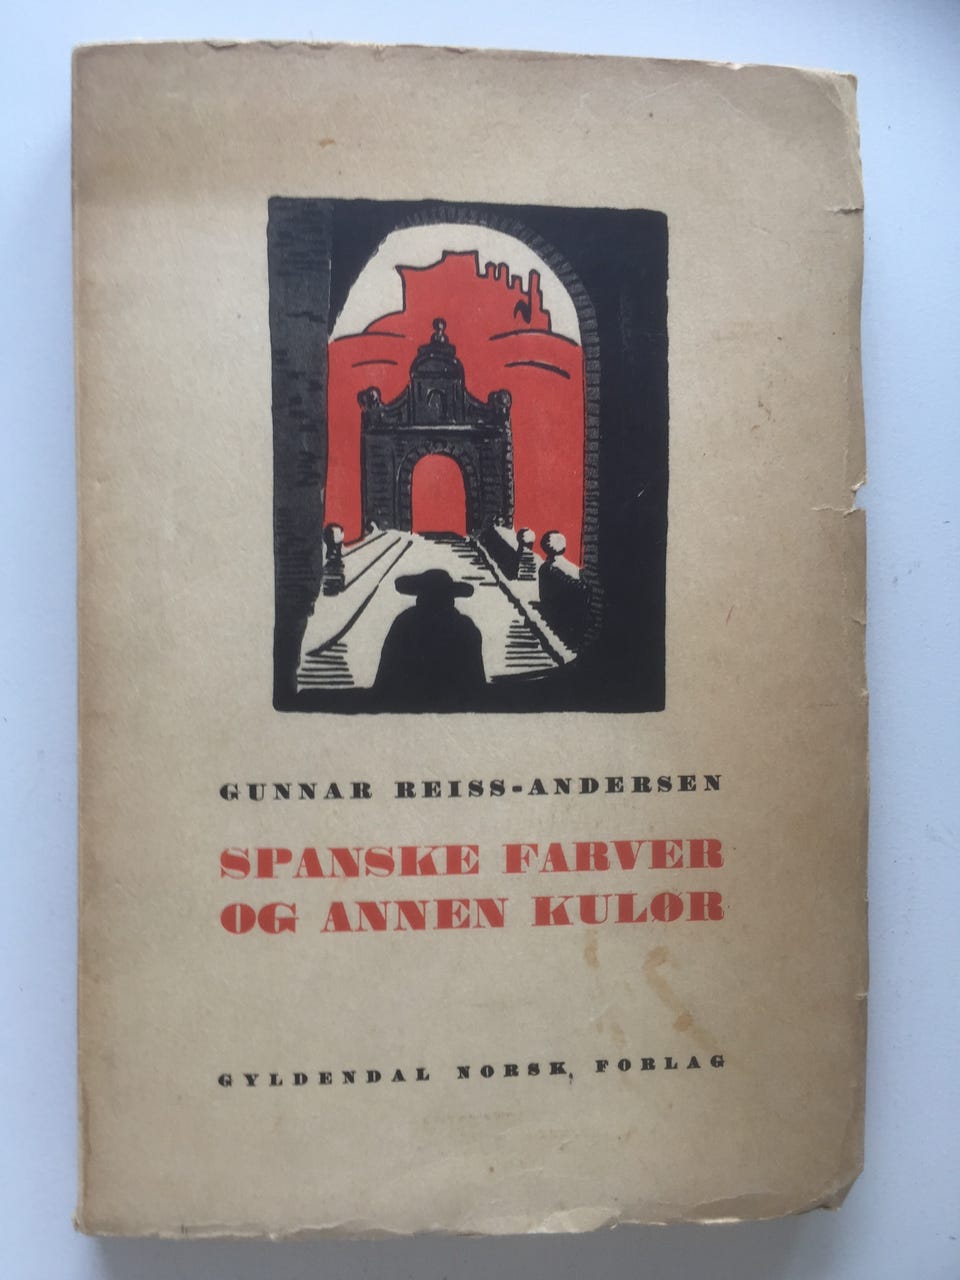 GUNNAR REISS-ANDERSEN
SPANSKE FARVER
OG ANNEN KULØR
GYLDENDAL NORSK FORLAG